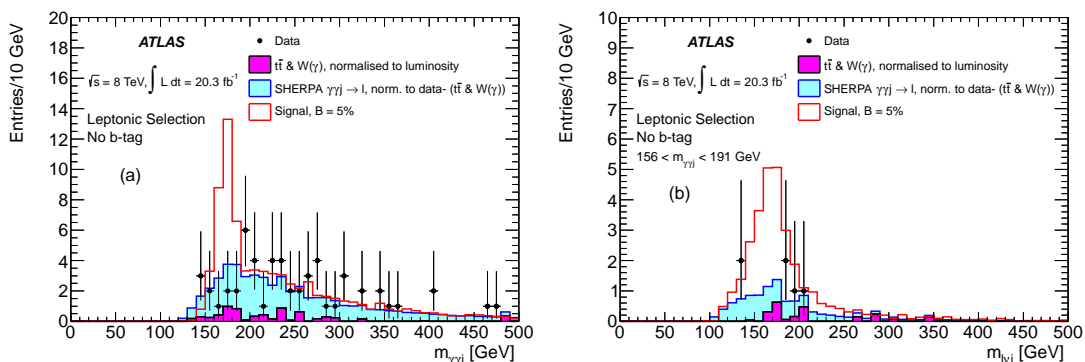 Entries/10 GeV
20
18
16
14
12
10
8
6
4
2
0
ATLAS
√s = 8 TeV, ∫ L dt = 20.3 fb⁻¹
Leptonic Selection
No b-tag
(a)
Data
tt̄ & W(γ), normalised to luminosity
SHERPA γγj → l, norm. to data- (tt̄ & W(γ))
Signal, B = 5%
0 50 100 150 200 250 300 350 400 450 500
m_γγj [GeV]
Entries/10 GeV
10
9
8
7
6
5
4
3
2
1
0
ATLAS
√s = 8 TeV, ∫ L dt = 20.3 fb⁻¹
Leptonic Selection
No b-tag
156 < m_γγj < 191 GeV
(b)
Data
tt̄ & W(γ), normalised to luminosity
SHERPA γγj → l, norm. to data- (tt̄ & W(γ))
Signal, B = 5%
0 50 100 150 200 250 300 350 400 450 500
m_lνj [GeV]